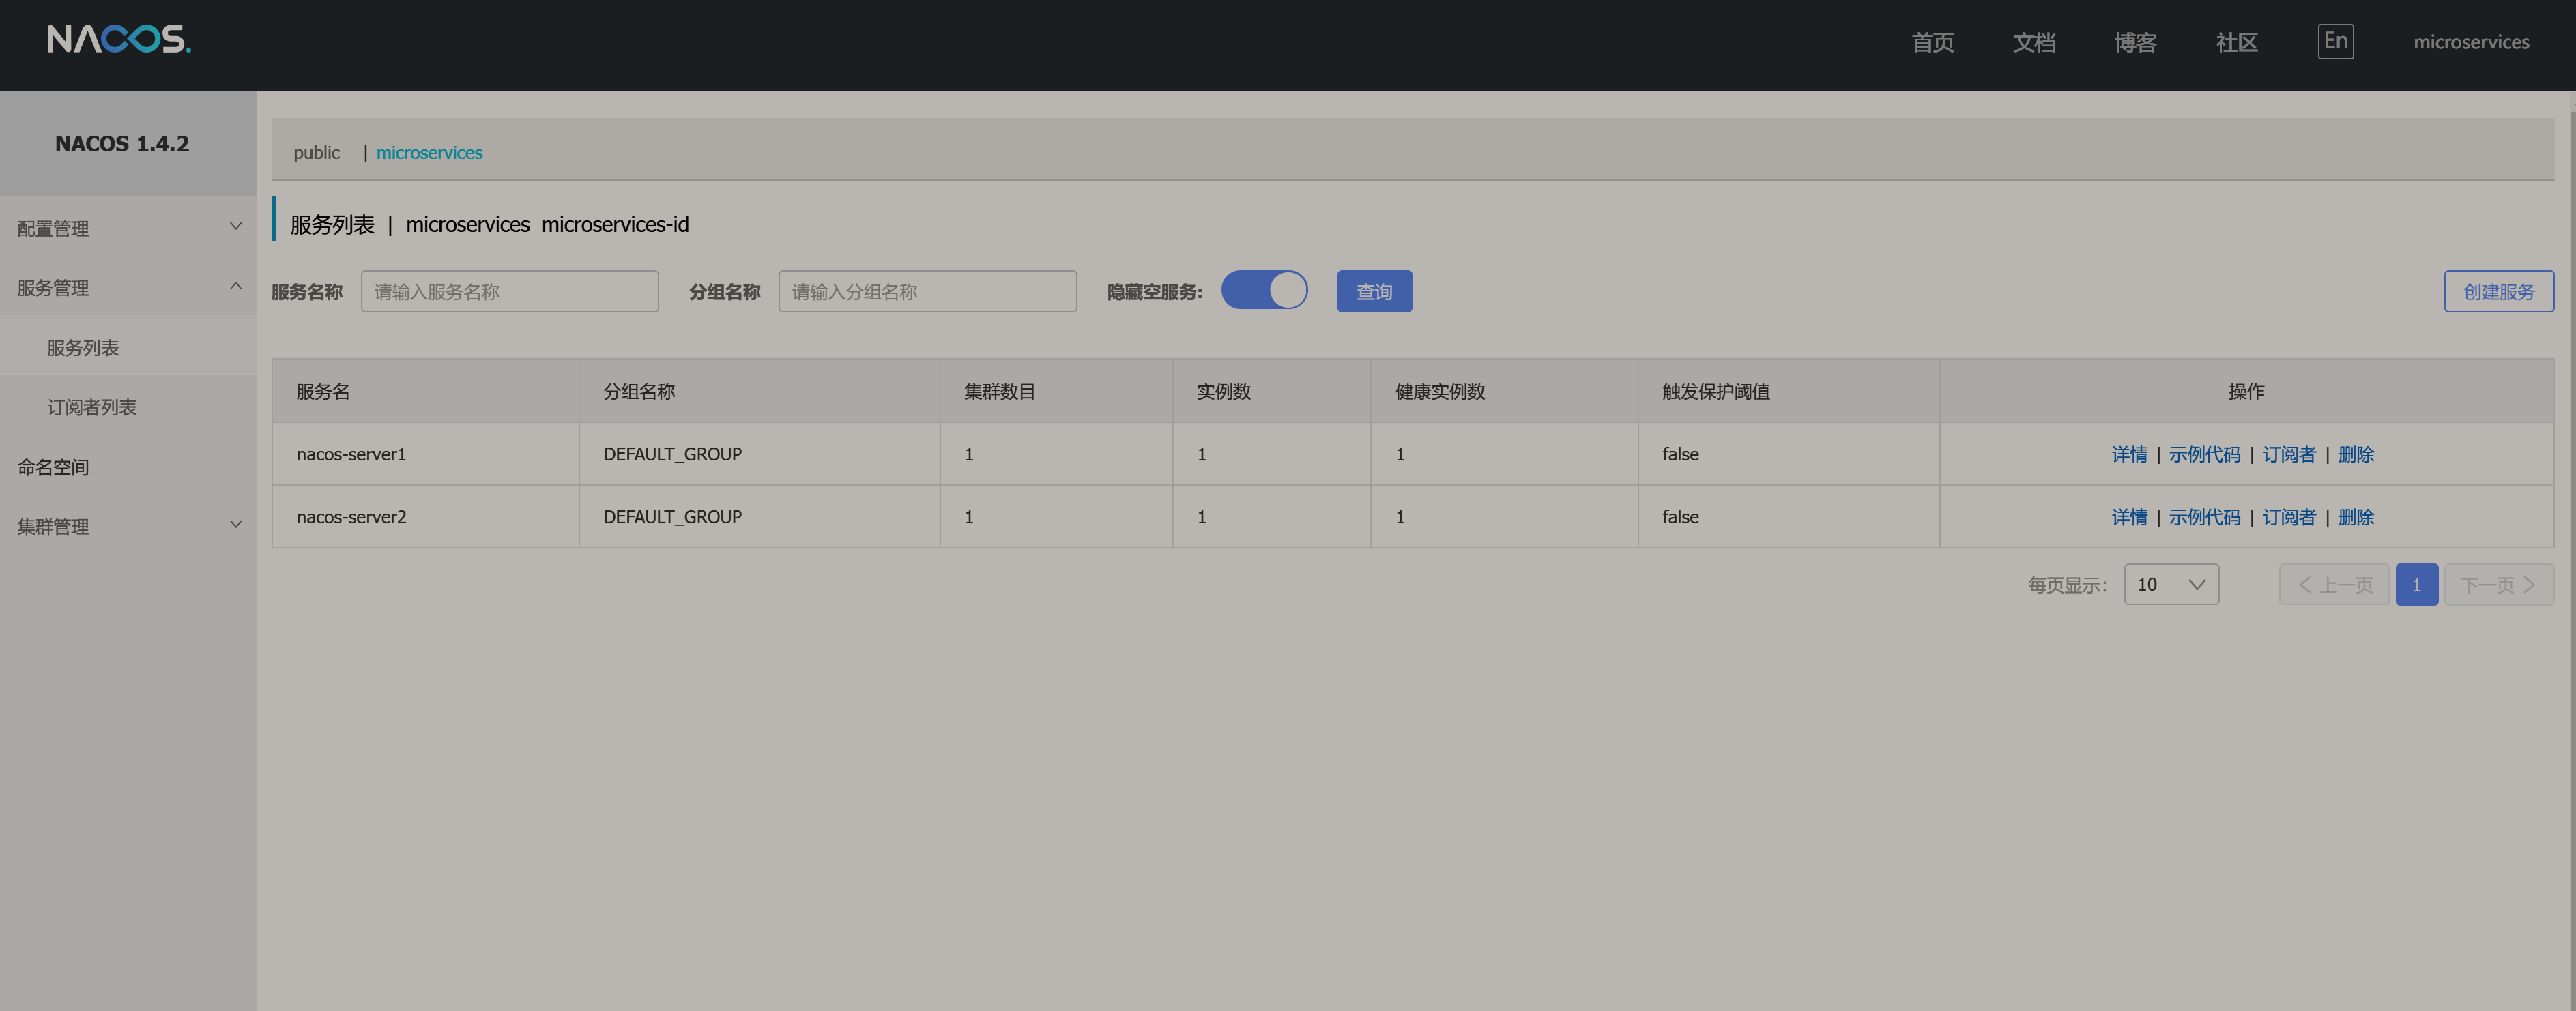 NACOS.
首页 文档 博客 社区 En microservices
NACOS 1.4.2
配置管理
服务管理
服务列表
订阅者列表
命名空间
集群管理
public | microservices
服务列表 | microservices microservices-id
服务名称 请输入服务名称 分组名称 请输入分组名称 隐藏空服务: 查询 创建服务
服务名 分组名称 集群数目 实例数 健康实例数 触发保护阈值 操作
nacos-server1 DEFAULT_GROUP 1 1 1 false 详情 | 示例代码 | 订阅者 | 删除
nacos-server2 DEFAULT_GROUP 1 1 1 false 详情 | 示例代码 | 订阅者 | 删除
每页显示: 10 上一页 1 下一页